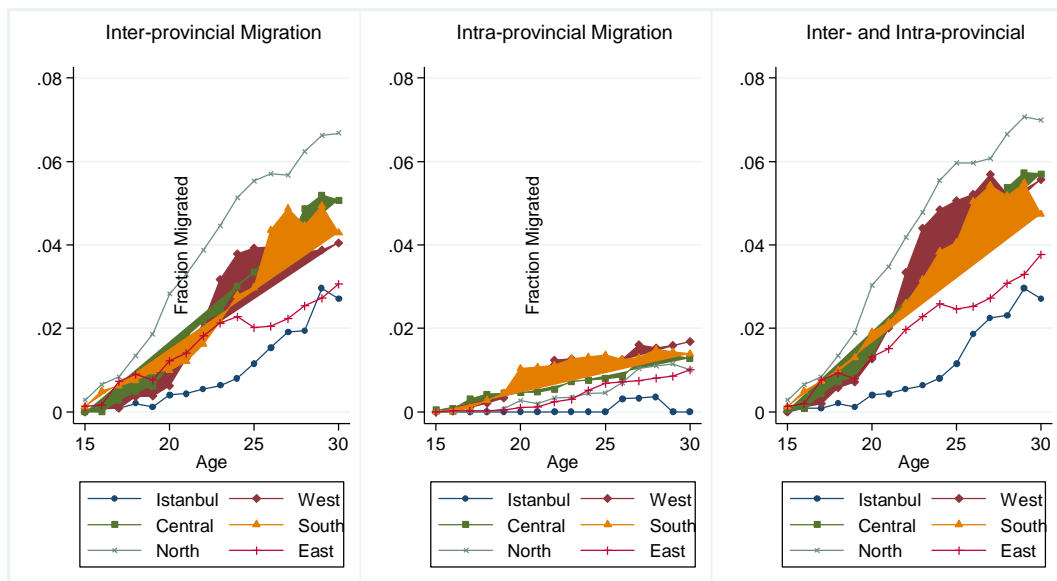 Inter-provincial Migration
.08
.06
.04
.02
0
Fraction Migrated
15 20 25 30
Age
Istanbul West
Central South
North East
Intra-provincial Migration
.08
.06
.04
.02
0
Fraction Migrated
15 20 25 30
Age
Istanbul West
Central South
North East
Inter- and Intra-provincial
.08
.06
.04
.02
0
15 20 25 30
Age
Istanbul West
Central South
North East